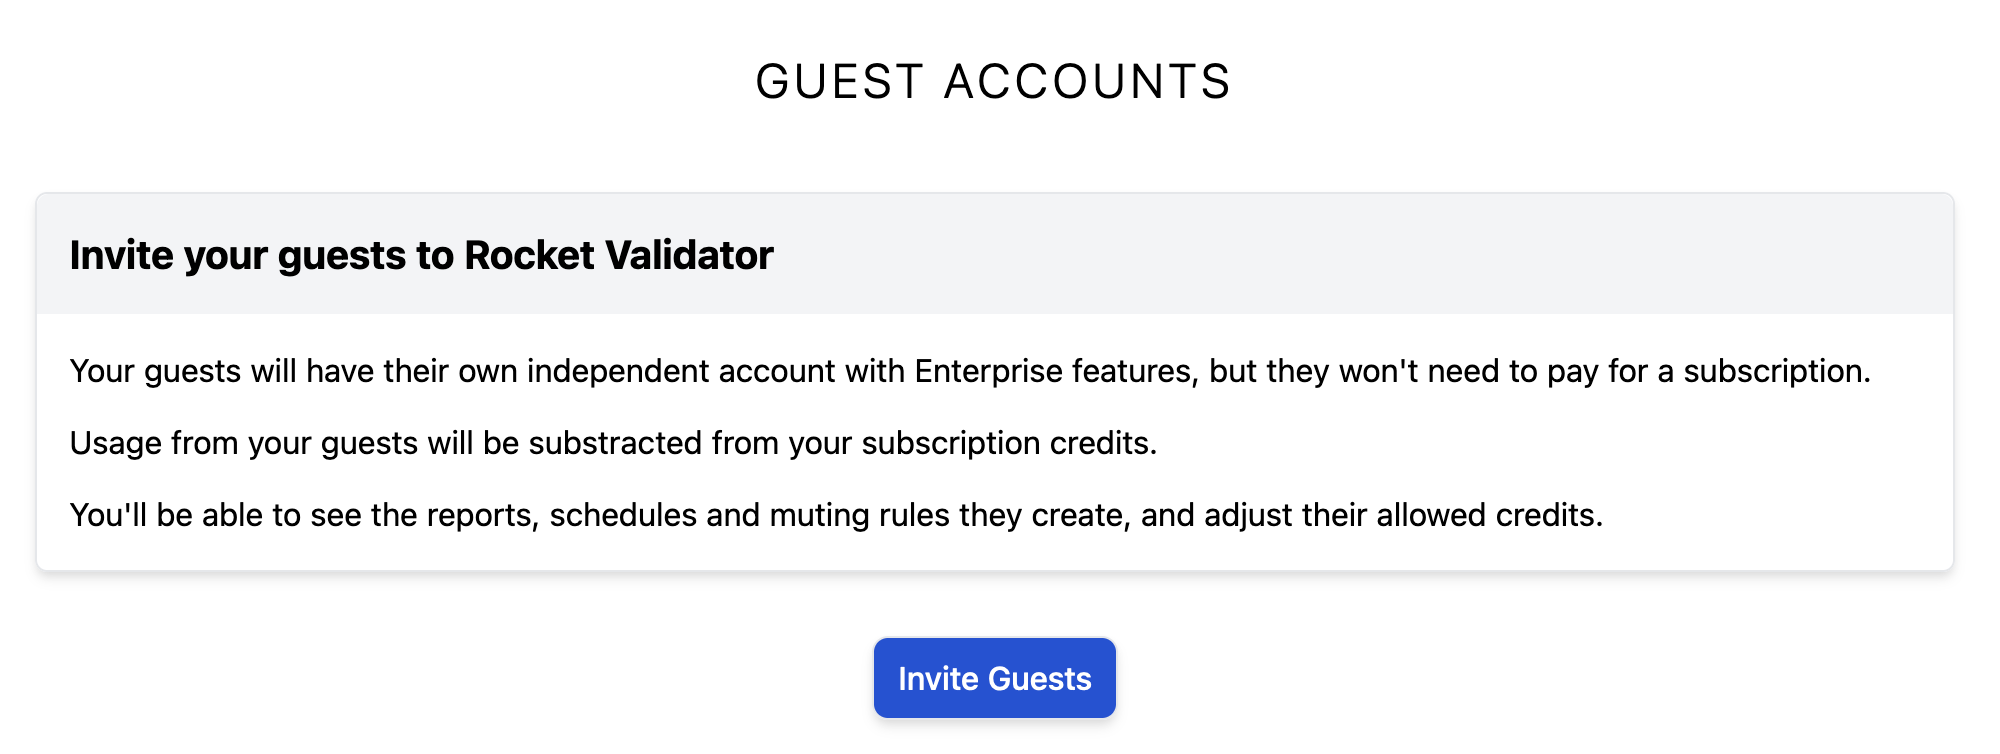 GUEST ACCOUNTS
Invite your guests to Rocket Validator
Your guests will have their own independent account with Enterprise features, but they won't need to pay for a subscription.
Usage from your guests will be substracted from your subscription credits.
You'll be able to see the reports, schedules and muting rules they create, and adjust their allowed credits.
Invite Guests